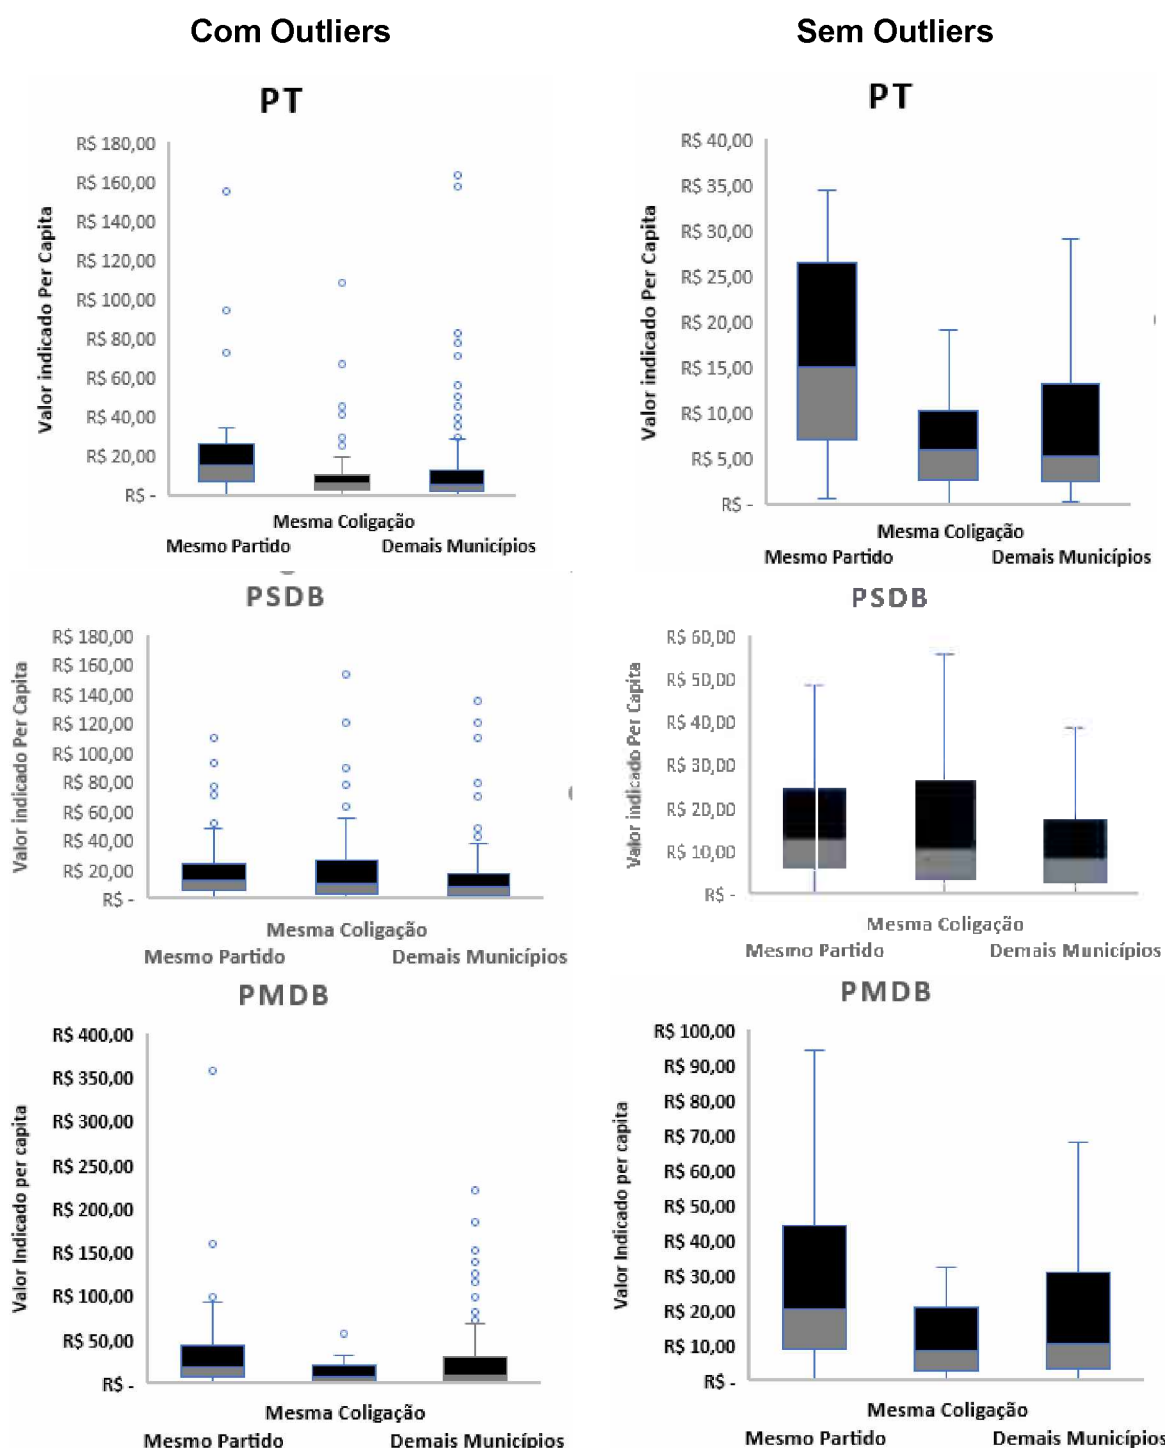 Com Outliers
Sem Outliers
PT
R$ 180,00
R$ 160,00
R$ 140,00
R$ 120,00
R$ 100,00
R$ 80,00
R$ 60,00
R$ 40,00
R$ 20,00
R$ -
Valor indicado Per Capita
Mesma Coligação
Mesmo Partido
Demais Municípios
PT
R$ 40,00
R$ 35,00
R$ 30,00
R$ 25,00
R$ 20,00
R$ 15,00
R$ 10,00
R$ 5,00
R$ -
Valor indicado Per Capita
Mesma Coligação
Mesmo Partido
Demais Municípios
PSDB
R$ 180,00
R$ 160,00
R$ 140,00
R$ 120,00
R$ 100,00
R$ 80,00
R$ 60,00
R$ 40,00
R$ 20,00
R$ -
Valor indicado Per Capita
Mesma Coligação
Mesmo Partido
Demais Municípios
PSDB
R$ 60,00
R$ 50,00
R$ 40,00
R$ 30,00
R$ 20,00
R$ 10,00
R$ -
Valor indicado Per Capita
Mesma Coligação
Mesmo Partido
Demais Municípios
PMDB
R$ 400,00
R$ 350,00
R$ 300,00
R$ 250,00
R$ 200,00
R$ 150,00
R$ 100,00
R$ 50,00
R$ -
Valor Indicado per capita
Mesma Coligação
Mesmo Partido
Demais Municípios
PMDB
R$ 100,00
R$ 90,00
R$ 80,00
R$ 70,00
R$ 60,00
R$ 50,00
R$ 40,00
R$ 30,00
R$ 20,00
R$ 10,00
R$ -
Valor Indicado per capita
Mesma Coligação
Mesmo Partido
Demais Municípios